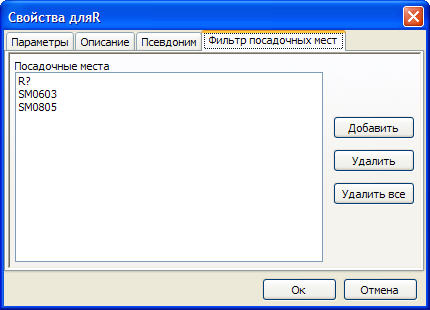 Свойства дляR
Параметры Описание Псевдоним Фильтр посадочных мест
Посадочные места
R?
SM0603
SM0805
Добавить
Удалить
Удалить все
Ок Отмена